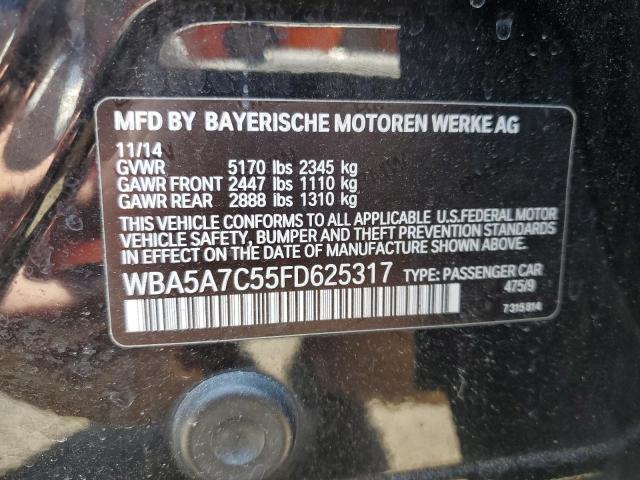 MFD BY BAYERISCHE MOTOREN WERKE AG
11/14
GVWR 5170 lbs 2345 kg
GAWR FRONT 2447 lbs 1110 kg
GAWR REAR 2888 lbs 1310 kg
THIS VEHICLE CONFORMS TO ALL APPLICABLE U.S.FEDERAL MOTOR
VEHICLE SAFETY, BUMPER AND THEFT PREVENTION STANDARDS
IN EFFECT ON THE DATE OF MANUFACTURE SHOWN ABOVE.
WBA5A7C55FD625317 TYPE: PASSENGER CAR
475/9
7315814